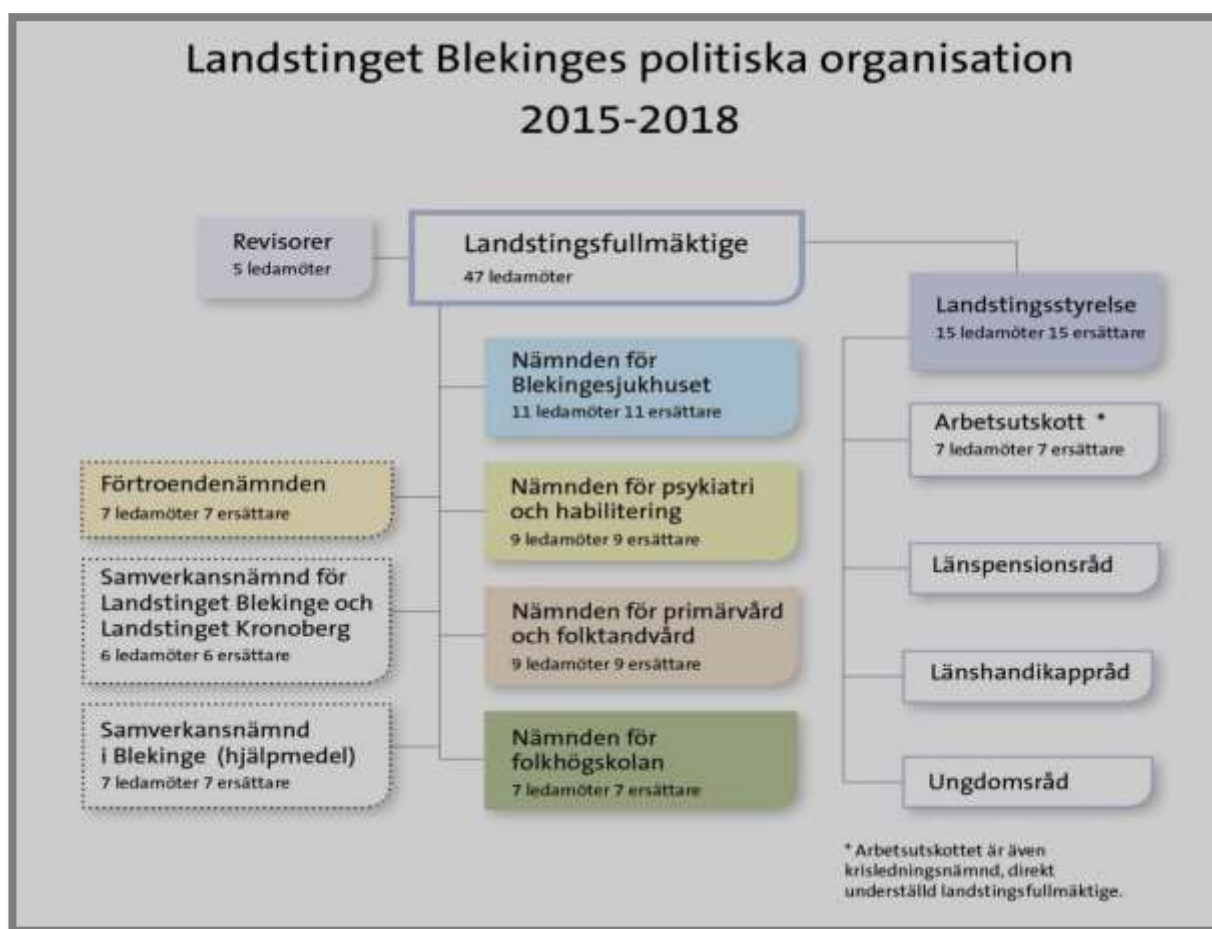 Landstinget Blekinges politiska organisation
2015-2018
Revisorer
5 ledamöter
Landstingsfullmäktige
47 ledamöter
Landstingsstyrelse
15 ledamöter 15 ersättare
Nämnden för
Blekingesjukhuset
11 ledamöter 11 ersättare
Arbetsutskott *
7 ledamöter 7 ersättare
Förtroendenämnden
7 ledamöter 7 ersättare
Nämnden för psykiatri
och habilitering
9 ledamöter 9 ersättare
Länspensionsråd
Samverkansnämnd för
Landstinget Blekinge och
Landstinget Kronoberg
6 ledamöter 6 ersättare
Nämnden för primärvård
och folktandvård
9 ledamöter 9 ersättare
Länshandikappråd
Samverkansnämnd
i Blekinge (hjälpmedel)
7 ledamöter 7 ersättare
Nämnden för
folkhögskolan
7 ledamöter 7 ersättare
Ungdomsråd
* Arbetsutskottet är även
krisledningsnämnd, direkt
underställd landstingsfullmäktige.